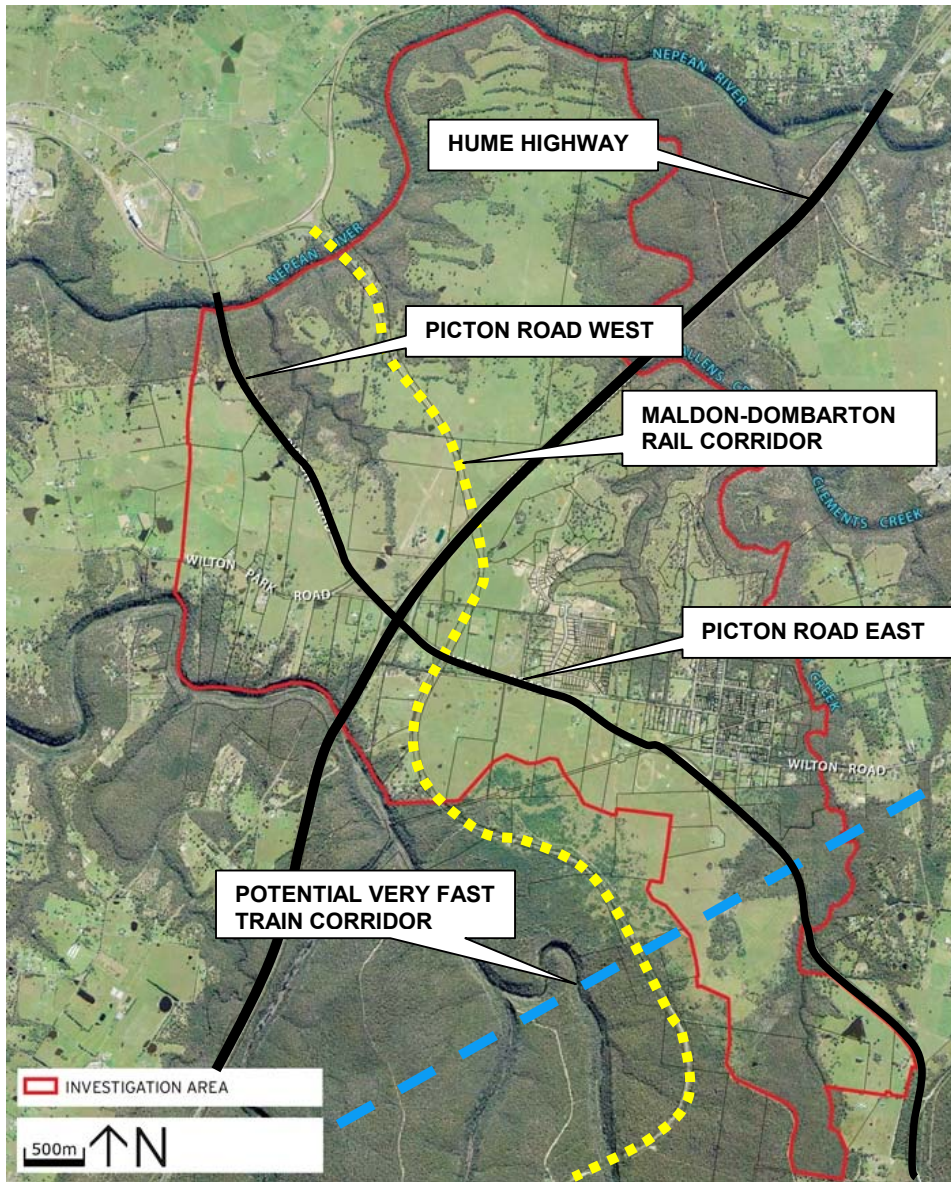 NEPEAN RIVER
HUME HIGHWAY
NEPEAN RIVER
PICTON ROAD WEST
ALLENS
MALDON-DOMBARTON
RAIL CORRIDOR
CLEMENTS CREEK
WILTON PARK ROAD
PICTON ROAD EAST
CREEK
WILTON ROAD
POTENTIAL VERY FAST
TRAIN CORRIDOR
INVESTIGATION AREA
500m N